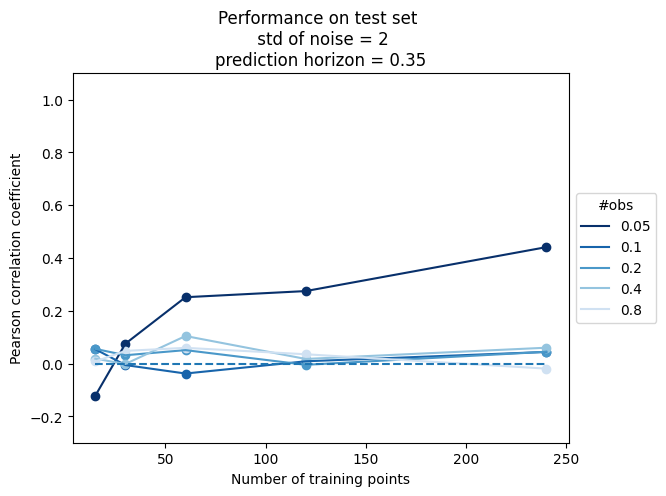 Performance on test set
std of noise = 2
prediction horizon = 0.35
Pearson correlation coefficient
1.0
0.8
0.6
0.4
0.2
0.0
−0.2
50
100
150
200
250
Number of training points
#obs
0.05
0.1
0.2
0.4
0.8